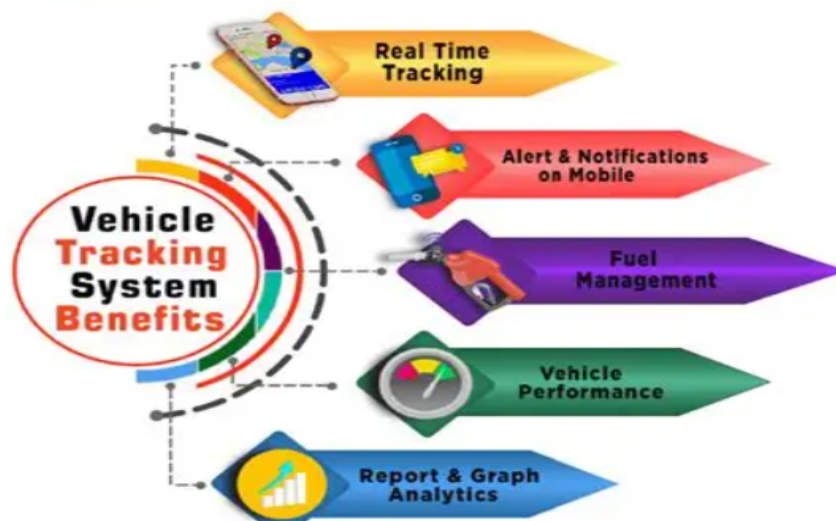 Real Time
Tracking
Alert & Notifications
on Mobile
Vehicle
Tracking
System
Benefits
Fuel
Management
Vehicle
Performance
Report & Graph
Analytics